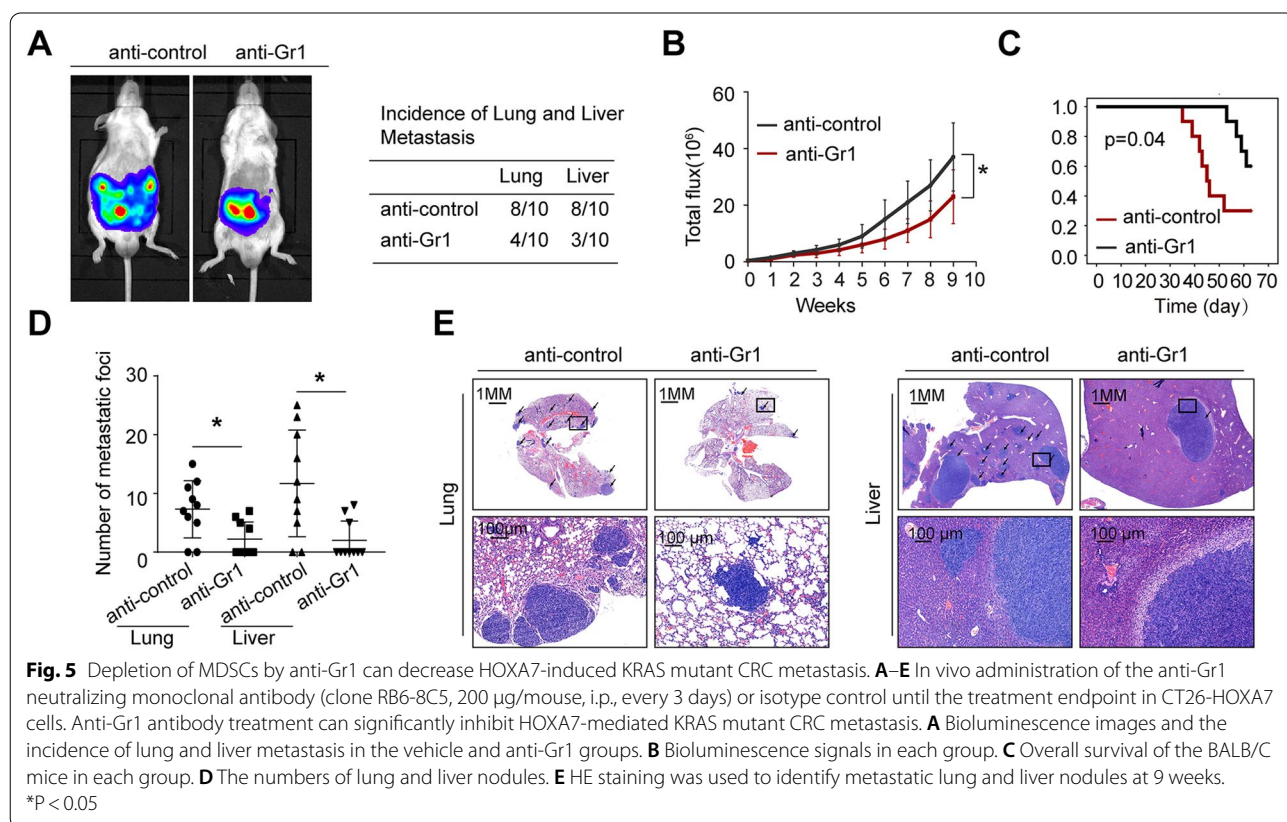 A
anti-control anti-Gr1
Incidence of Lung and Liver
Metastasis
Lung Liver
anti-control 8/10 8/10
anti-Gr1 4/10 3/10
B
Total flux(10⁶)
60
40
20
0
anti-control
anti-Gr1
*
0 1 2 3 4 5 6 7 8 9 10
Weeks
C
1.0
0.8
0.6
0.4
0.2
0.0
p=0.04
anti-control
anti-Gr1
0 10 20 30 40 50 60 70
Time (day)
D
Number of metastatic foci
30
20
10
0
*
*
anti-control
anti-Gr1
anti-control
anti-Gr1
Lung Liver
E
anti-control anti-Gr1
Lung
1MM
1MM
100μm
100μm
anti-control anti-Gr1
Liver
1MM
1MM
100 μm
100 μm
Fig. 5 Depletion of MDSCs by anti-Gr1 can decrease HOXA7-induced KRAS mutant CRC metastasis. A–E In vivo administration of the anti-Gr1
neutralizing monoclonal antibody (clone RB6-8C5, 200 μg/mouse, i.p., every 3 days) or isotype control until the treatment endpoint in CT26-HOXA7
cells. Anti-Gr1 antibody treatment can significantly inhibit HOXA7-mediated KRAS mutant CRC metastasis. A Bioluminescence images and the
incidence of lung and liver metastasis in the vehicle and anti-Gr1 groups. B Bioluminescence signals in each group. C Overall survival of the BALB/C
mice in each group. D The numbers of lung and liver nodules. E HE staining was used to identify metastatic lung and liver nodules at 9 weeks.
*P < 0.05